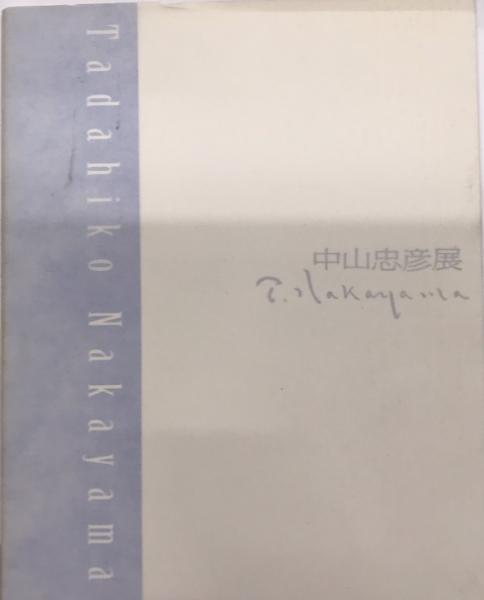 Tadahiko Nakayama
中山忠彦展
T. Nakayama